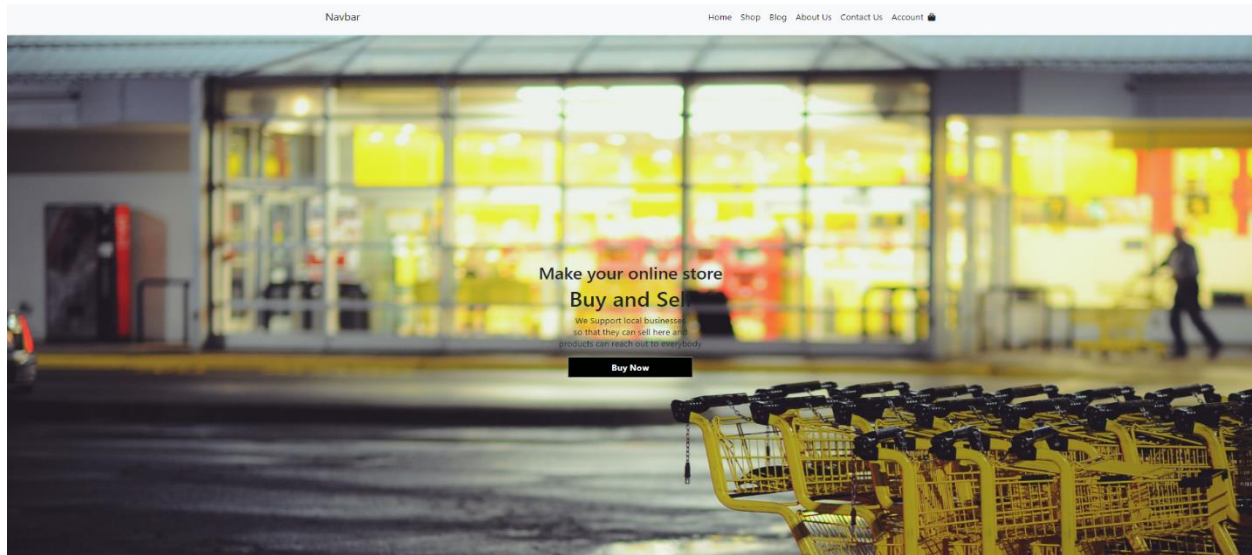 Navbar
Home Shop Blog About Us Contact Us Account
Make your online store
Buy and Sell
We Support local businesses
so that they can sell here and
products can reach out to everybody
Buy Now